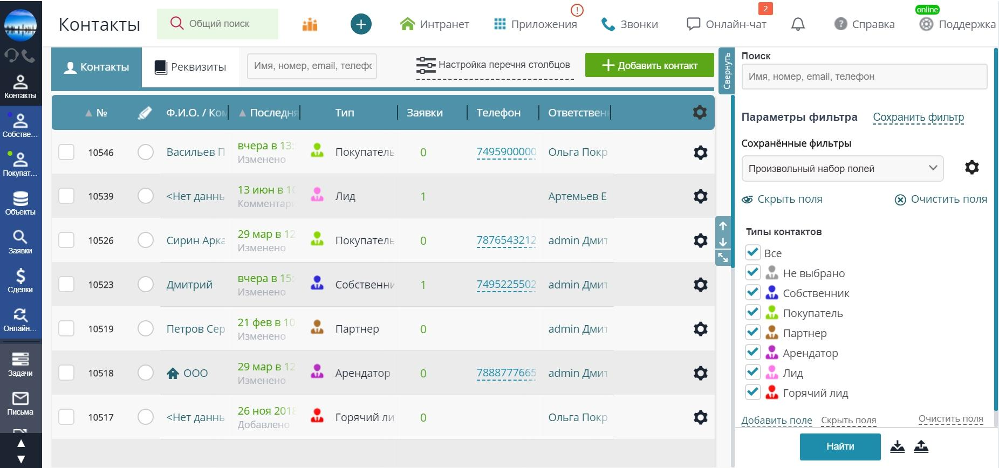 Контакты
Общий поиск
Интранет
Приложения
!
Звонки
Онлайн-чат
2
Справка
online
Поддержка
Контакты
Собстве...
Покупат...
Объекты
Заявки
Сделки
Онлайн...
Задачи
Письма
Контакты
Реквизиты
Имя, номер, email, телефо
Настройка перечня столбцов
Добавить контакт
№ Ф.И.О. / Ком Последня Тип Заявки Телефон Ответствен
10546 Васильев П вчера в 13: Покупатель 0 7495900000 Ольга Покр
Изменено
10539 <Нет данны 13 июн в 10 Лид 1 Артемьев Е
Комментари
10526 Сирин Арка 29 мар в 12 Покупатель 0 7876543212 admin Дмит
Изменено
10523 Дмитрий вчера в 15: Собственни 1 7495225502 admin Дмит
Изменено
10519 Петров Сер 21 фев в 10 Партнер 0 admin Дмит
Изменено
10518 ООО 29 мар в 12 Арендатор 0 7888777665 admin Дмит
Изменено
10517 <Нет данны 26 ноя 2018 Горячий ли 0 Ольга Покр
Добавлено
Свернуть
Поиск
Имя, номер, email, телефон
Параметры фильтра Сохранить фильтр
Сохранённые фильтры
Произвольный набор полей
Скрыть поля Очистить поля
Типы контактов
Все
Не выбрано
Собственник
Покупатель
Партнер
Арендатор
Лид
Горячий лид
Добавить поле Скрыть поля Очистить поля
Найти